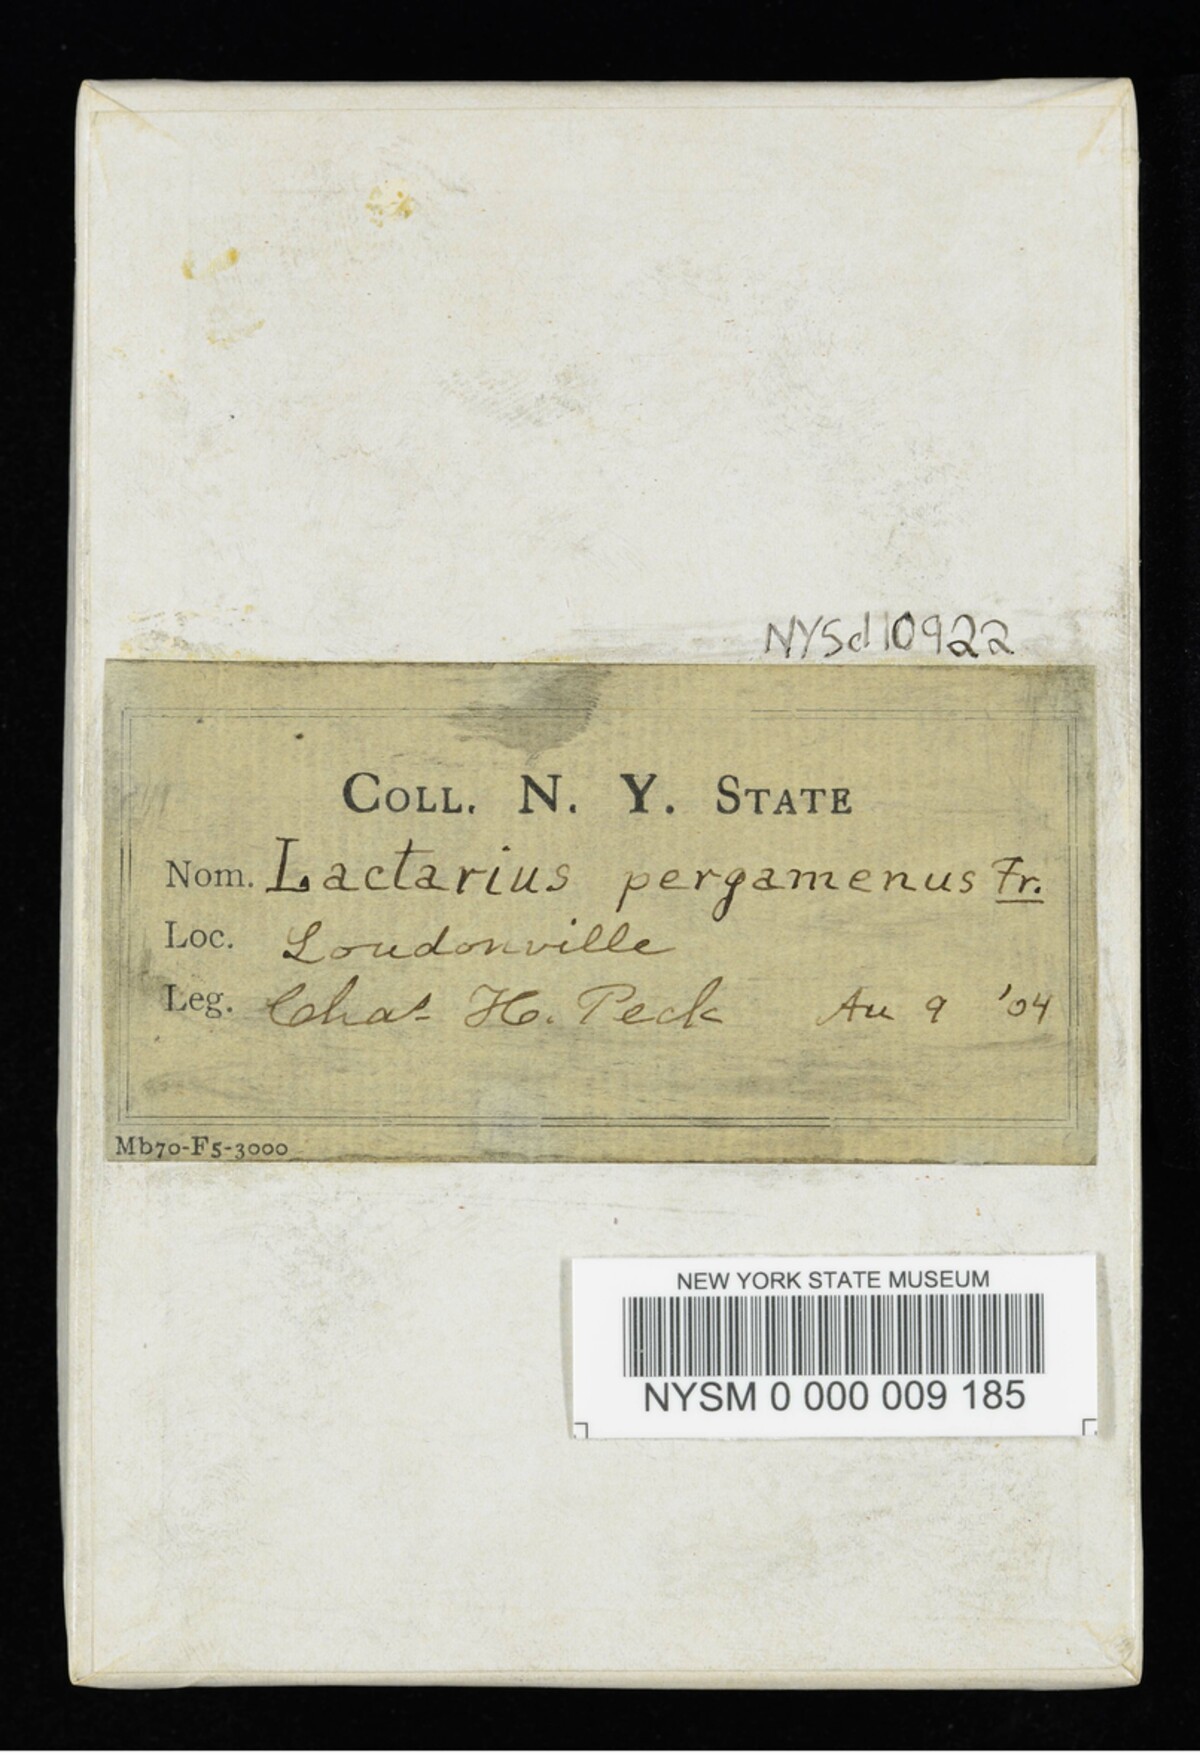 NYSd10922
COLL. N. Y. STATE
Nom. Lactarius pergamenus Fr.
Loc. Loudonville
Leg. Chas. H. Peck Au 9 '04
Mb70-F5-3000
NEW YORK STATE MUSEUM
NYSM 0 000 009 185